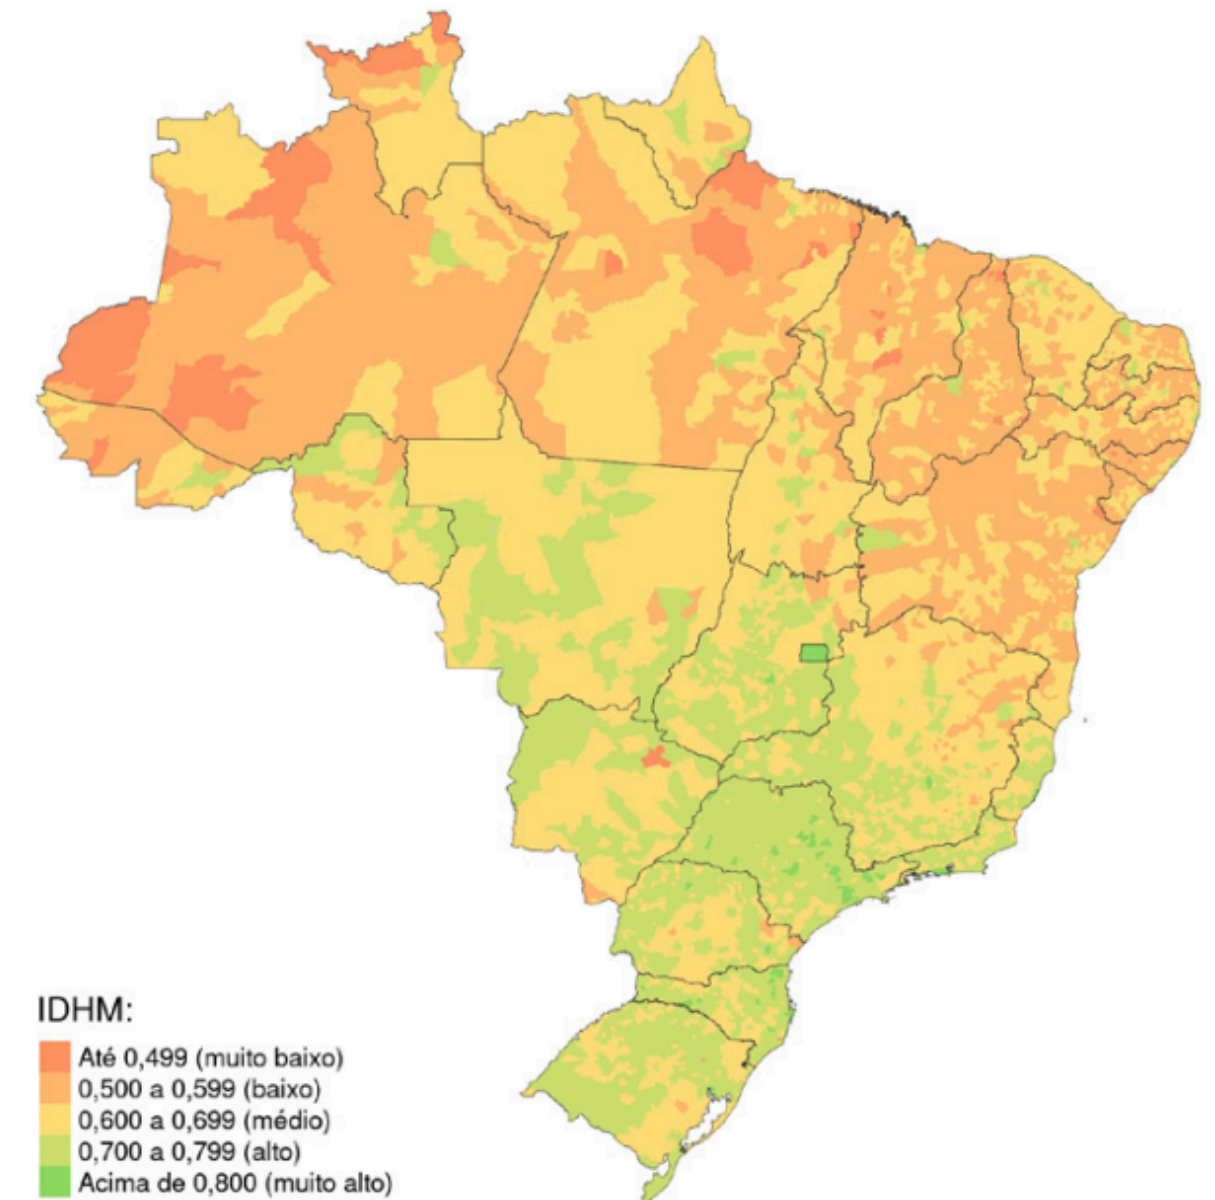 IDHM:
Até 0,499 (muito baixo)
0,500 a 0,599 (baixo)
0,600 a 0,699 (médio)
0,700 a 0,799 (alto)
Acima de 0,800 (muito alto)